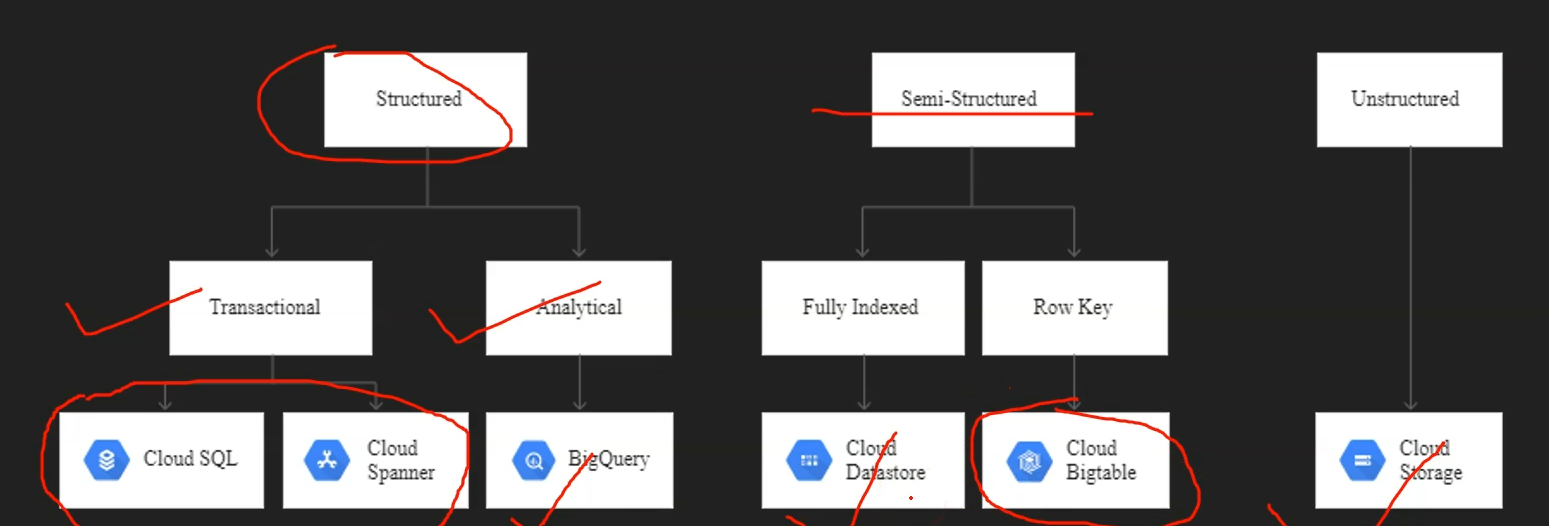 Structured
Semi-Structured
Unstructured
Transactional
Analytical
Fully Indexed
Row Key
Cloud SQL
Cloud
Spanner
BigQuery
Cloud
Datastore
Cloud
Bigtable
Cloud
Storage